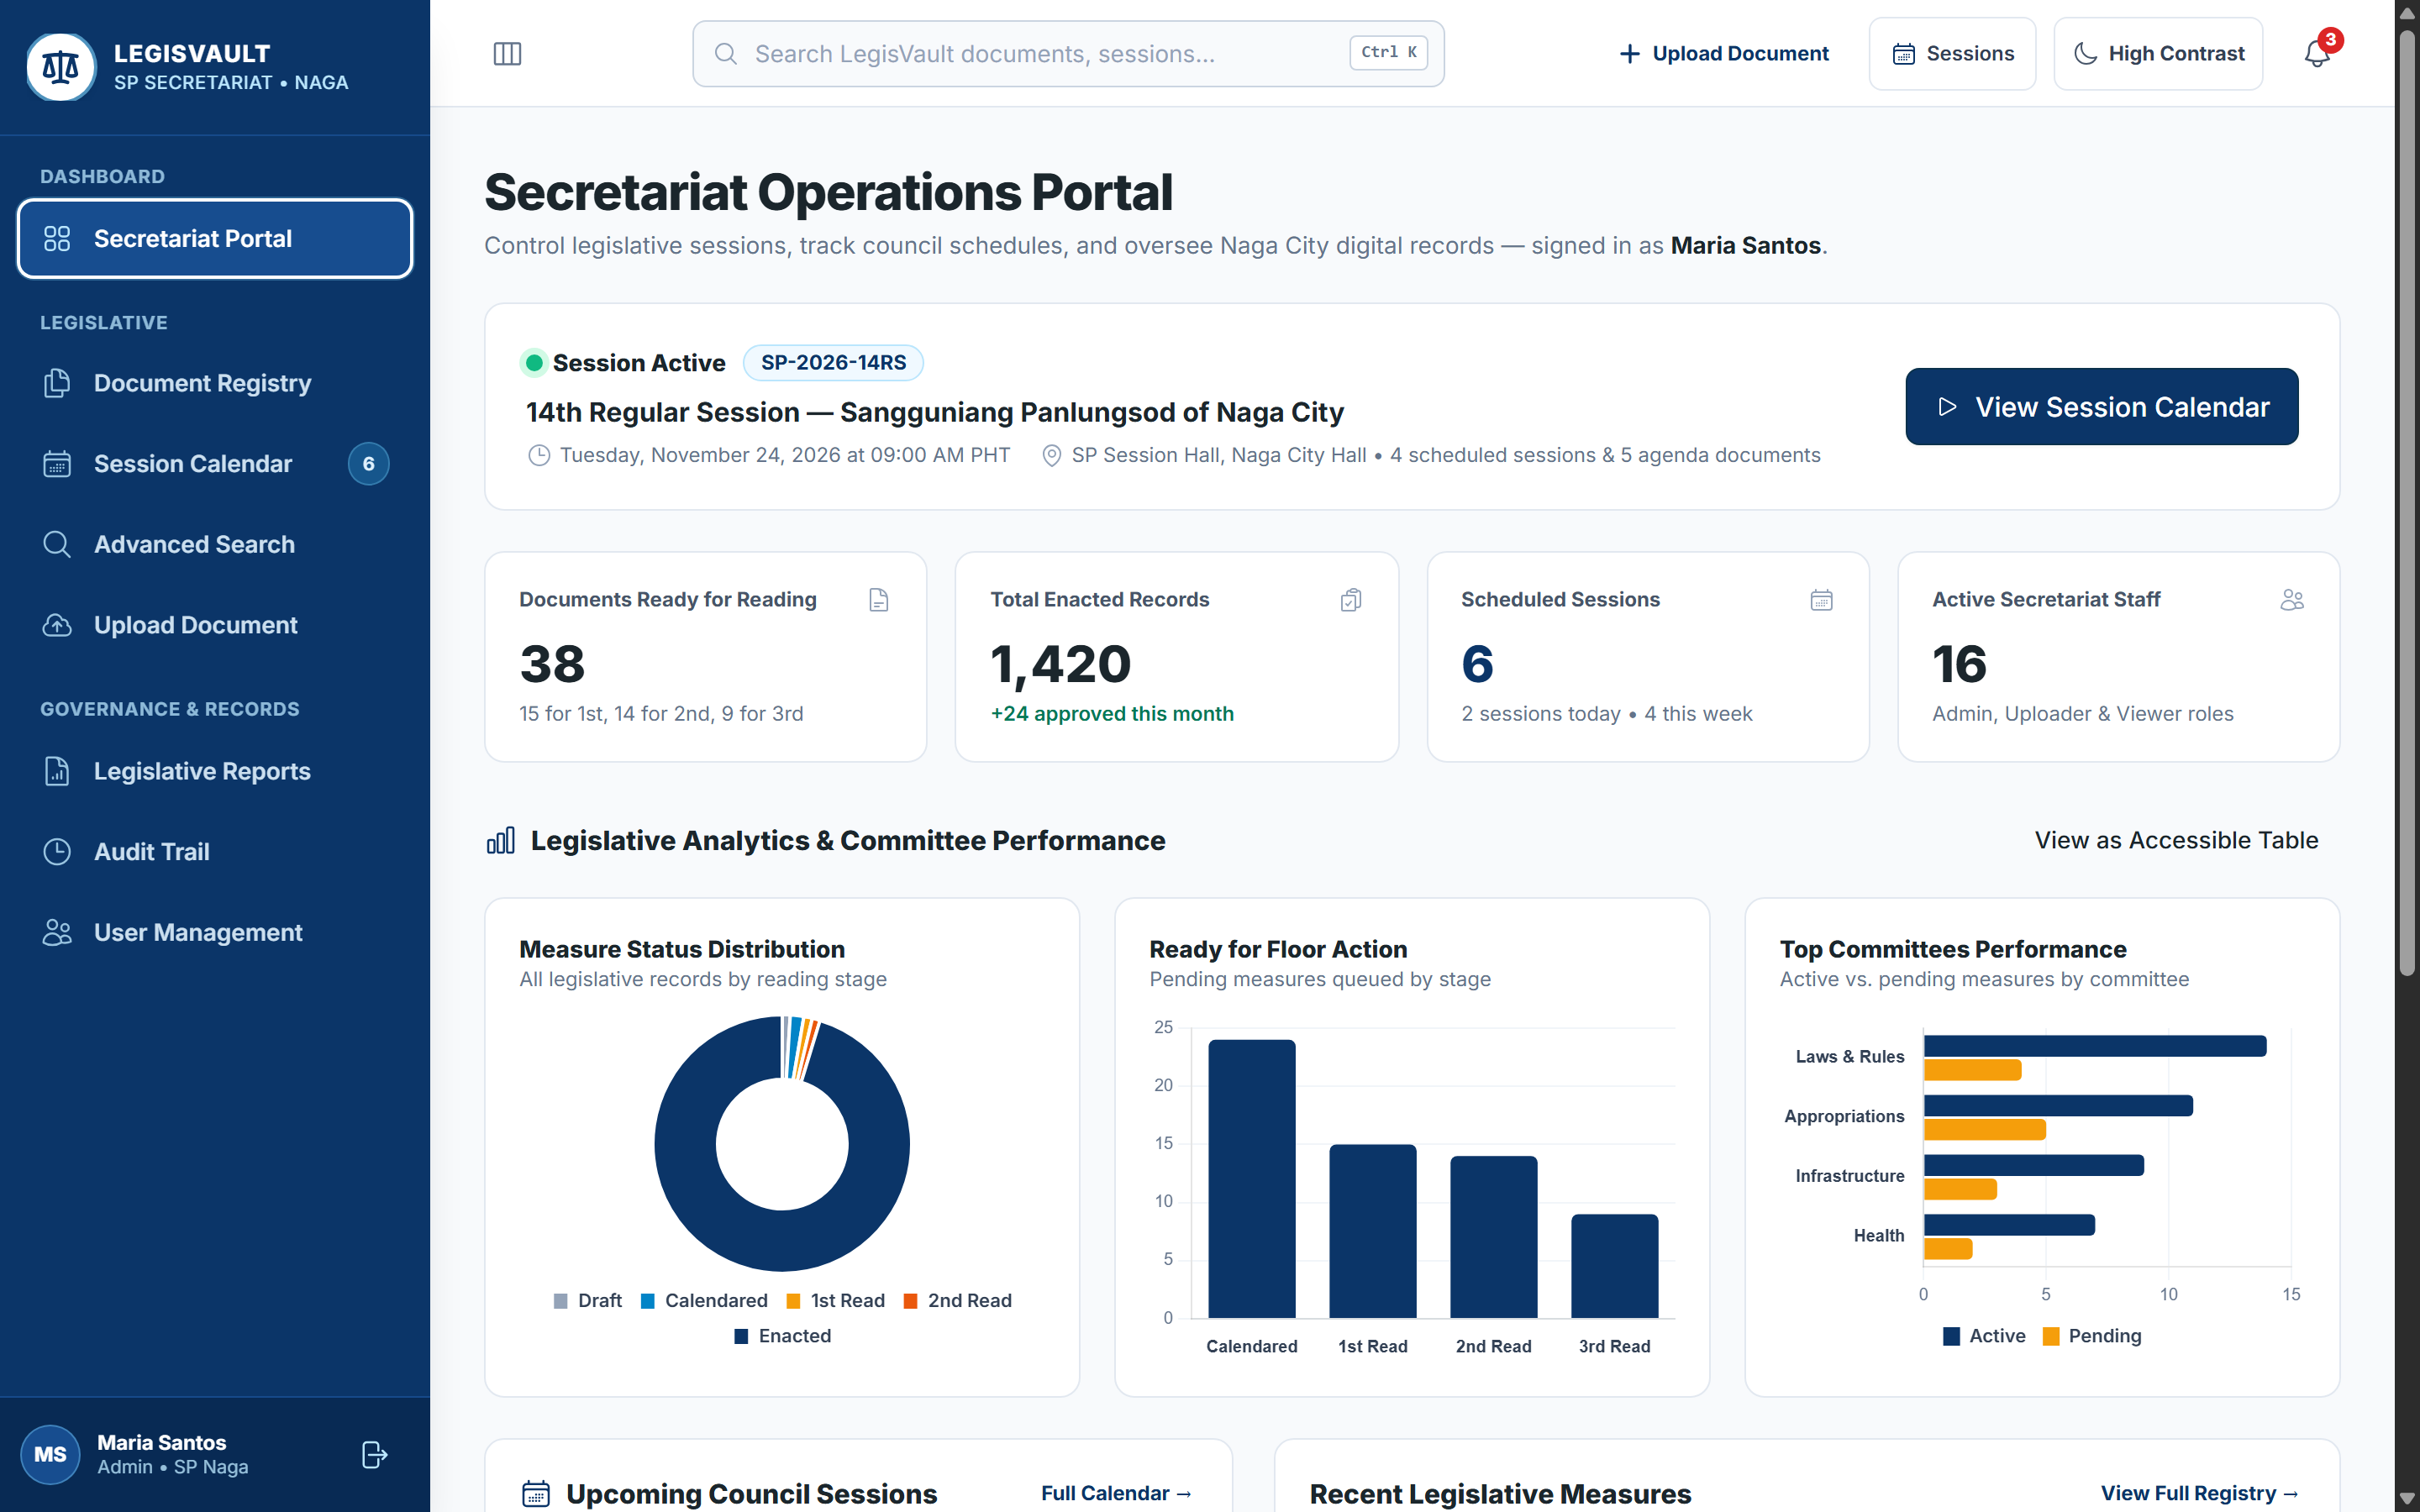 LEGISVAULT
SP SECRETARIAT • NAGA
DASHBOARD
Secretariat Portal
LEGISLATIVE
Document Registry
Session Calendar 6
Advanced Search
Upload Document
GOVERNANCE & RECORDS
Legislative Reports
Audit Trail
User Management
MS
Maria Santos
Admin • SP Naga
Search LegisVault documents, sessions...
Ctrl K
Upload Document
Sessions
High Contrast
3
Secretariat Operations Portal
Control legislative sessions, track council schedules, and oversee Naga City digital records — signed in as Maria Santos.
Session Active SP-2026-14RS
14th Regular Session — Sangguniang Panlungsod of Naga City
Tuesday, November 24, 2026 at 09:00 AM PHT SP Session Hall, Naga City Hall • 4 scheduled sessions & 5 agenda documents
View Session Calendar
Documents Ready for Reading
38
15 for 1st, 14 for 2nd, 9 for 3rd
Total Enacted Records
1,420
+24 approved this month
Scheduled Sessions
6
2 sessions today • 4 this week
Active Secretariat Staff
16
Admin, Uploader & Viewer roles
Legislative Analytics & Committee Performance
View as Accessible Table
Measure Status Distribution
All legislative records by reading stage
Draft Calendared 1st Read 2nd Read
Enacted
Ready for Floor Action
Pending measures queued by stage
25
20
15
10
5
0
Calendared 1st Read 2nd Read 3rd Read
Top Committees Performance
Active vs. pending measures by committee
Laws & Rules
Appropriations
Infrastructure
Health
0 5 10 15
Active Pending
Upcoming Council Sessions
Full Calendar →
Recent Legislative Measures
View Full Registry →